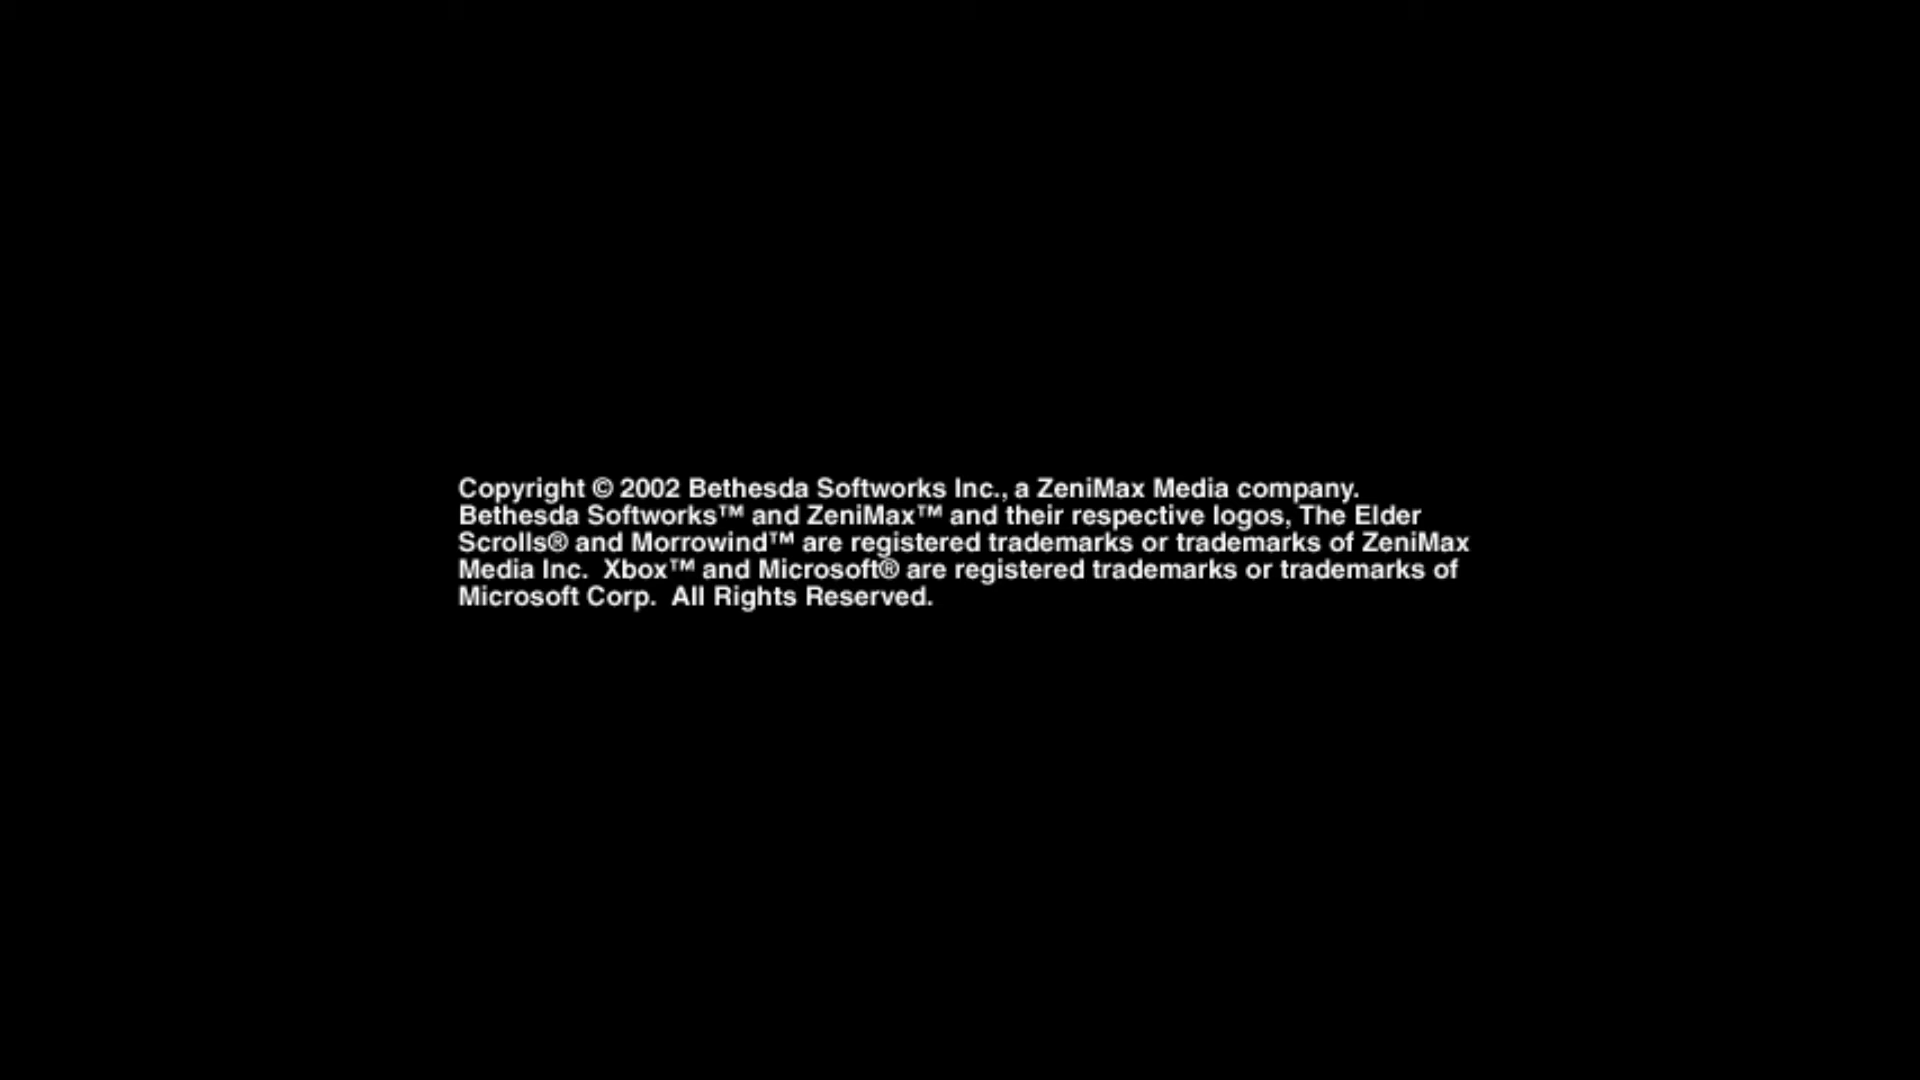 Copyright © 2002 Bethesda Softworks Inc., a ZeniMax Media company.
Bethesda Softworks™ and ZeniMax™ and their respective logos, The Elder
Scrolls® and Morrowind™ are registered trademarks or trademarks of ZeniMax
Media Inc.  Xbox™ and Microsoft® are registered trademarks or trademarks of
Microsoft Corp.  All Rights Reserved.